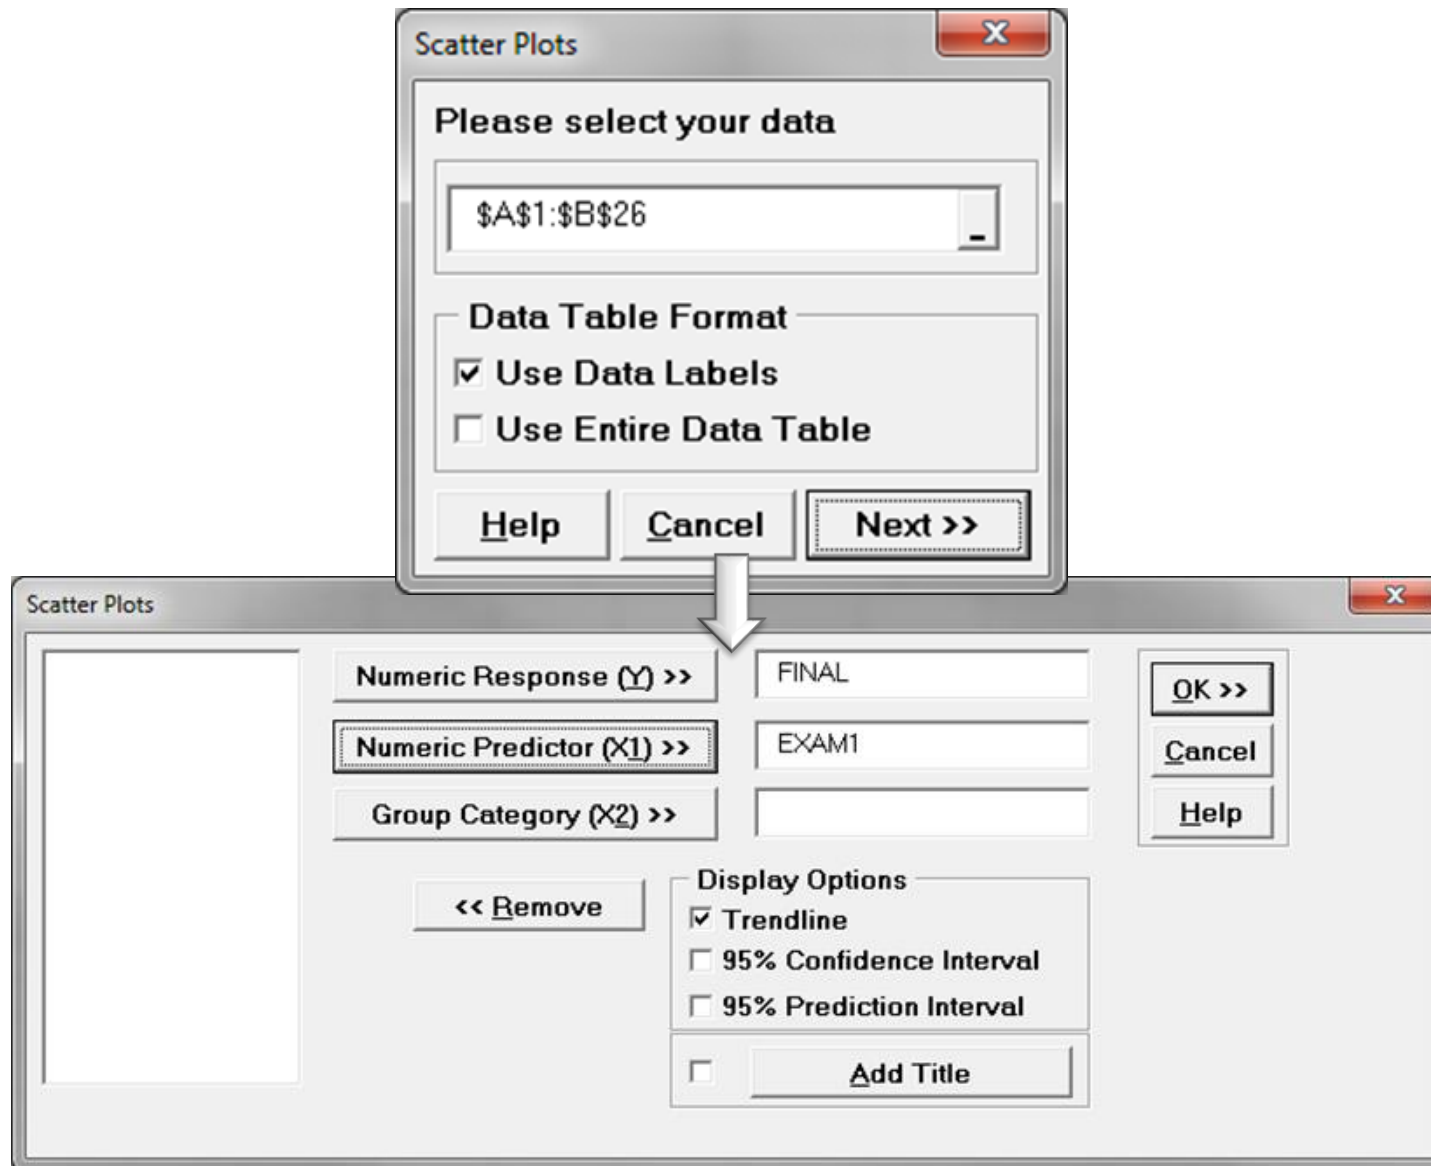 Scatter Plots
X
Please select your data
$A$1:$B$26
Data Table Format
Use Data Labels
Use Entire Data Table
Help Cancel Next >>
Scatter Plots
X
Numeric Response (Y) >> FINAL OK >>
Numeric Predictor (X1) >> EXAM1 Cancel
Group Category (X2) >> Help
<< Remove
Display Options
Trendline
95% Confidence Interval
95% Prediction Interval
Add Title